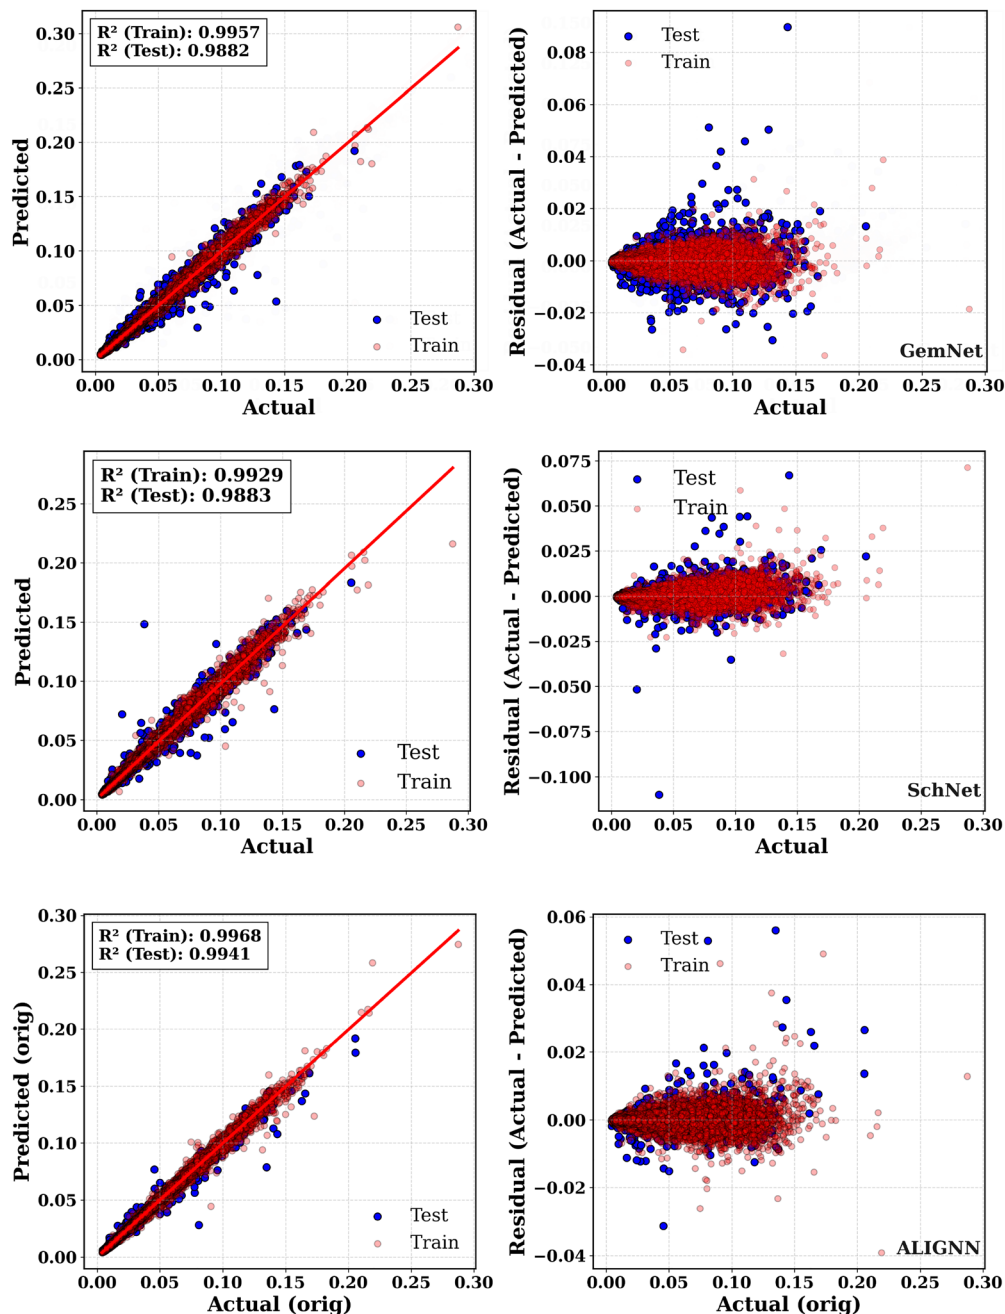 R² (Train): 0.9957
R² (Test): 0.9882
0.30
0.25
0.20
0.15
0.10
0.05
0.00
Predicted
Test
Train
0.00 0.05 0.10 0.15 0.20 0.25 0.30
Actual
Test
Train
0.08
0.06
0.04
0.02
0.00
−0.02
−0.04
Residual (Actual - Predicted)
GemNet
0.00 0.05 0.10 0.15 0.20 0.25 0.30
Actual
R² (Train): 0.9929
R² (Test): 0.9883
0.25
0.20
0.15
0.10
0.05
0.00
Predicted
Test
Train
0.00 0.05 0.10 0.15 0.20 0.25 0.30
Actual
Test
Train
0.075
0.050
0.025
0.000
−0.025
−0.050
−0.075
−0.100
Residual (Actual - Predicted)
SchNet
0.00 0.05 0.10 0.15 0.20 0.25 0.30
Actual
R² (Train): 0.9968
R² (Test): 0.9941
0.30
0.25
0.20
0.15
0.10
0.05
0.00
Predicted (orig)
Test
Train
0.00 0.05 0.10 0.15 0.20 0.25 0.30
Actual (orig)
Test
Train
0.06
0.04
0.02
0.00
−0.02
−0.04
Residual (Actual - Predicted)
ALIGNN
0.00 0.05 0.10 0.15 0.20 0.25 0.30
Actual (orig)